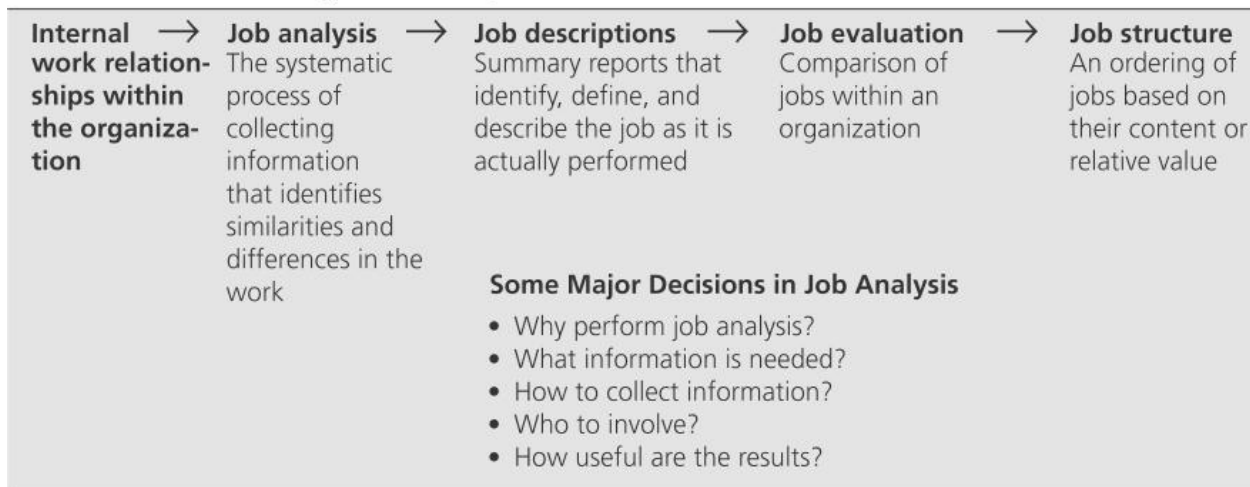 Internal → Job analysis → Job descriptions → Job evaluation → Job structure
work relation-
ships within
the organiza-
tion
The systematic
process of
collecting
information
that identifies
similarities and
differences in the
work
Summary reports that
identify, define, and
describe the job as it is
actually performed
Comparison of
jobs within an
organization
An ordering of
jobs based on
their content or
relative value
Some Major Decisions in Job Analysis
• Why perform job analysis?
• What information is needed?
• How to collect information?
• Who to involve?
• How useful are the results?